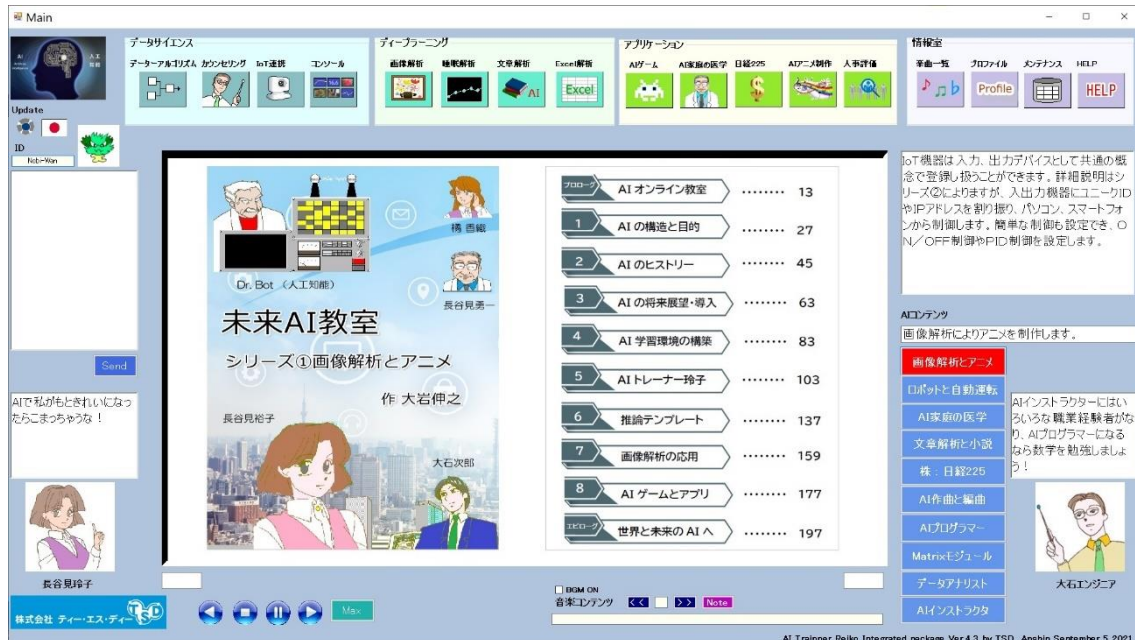 Main
データサイエンス
データーアルゴリズム カウンセリング IoT連携 コンソール
ディープラーニング
画像解析 睡眠解析 文章解析 Excel解析
AI
Excel
アプリケーション
AIゲーム AI家庭の医学 日経225 AIアニメ制作 人事評価
情報室
楽曲一覧 プロファイル メンテナンス HELP
Profile
HELP
AI
人工
知能
Update
ID
Nobi-Wan
Send
AIで私がもときれいになっ
たらこまっちゃうな！
長谷見玲子
株式会社 ティー・エス・ディー
TSD
Dr. Bot （人工知能）
橘 香織
長谷見勇一
未来AI教室
シリーズ①画像解析とアニメ
作 大岩伸之
長谷見裕子
大石次郎
プロローグ AI オンライン教室 ········ 13
1 AI の構造と目的 ········ 27
2 AI のヒストリー ········ 45
3 AI の将来展望・導入 ········ 63
4 AI 学習環境の構築 ········ 83
5 AI トレーナー玲子 ········ 103
6 推論テンプレート ········ 137
7 画像解析の応用 ········ 159
8 AI ゲームとアプリ ········ 177
エピローグ 世界と未来の AI へ ········ 197
IoT機器は入力、出力デバイスとして共通の概
念で登録し扱うことができます。詳細説明はシ
リーズ②によりますが、入出力機器にユニークID
やIPアドレスを割り振り、パソコン、スマートフォ
ンから制御します。簡単な制御も設定でき、O
N／OFF制御やPID制御を設定します。
AIコンテンツ
画像解析によりアニメを制作します。
画像解析とアニメ
ロボットと自動運転
AI家庭の医学
文章解析と小説
株：日経225
AI作曲と編曲
AIプログラマー
Matrixモジュール
データアナリスト
AIインストラクタ
AIインストラクターにはい
ろいろな職業経験者がな
り、AIプログラマーになる
なら数学を勉強しましょ
う！
大石エンジニア
Max
BGM ON
音楽コンテンツ << >> Note
AI Trainner Reiko Integrated package Ver4.3 by TSD, Anshin September 5, 2021